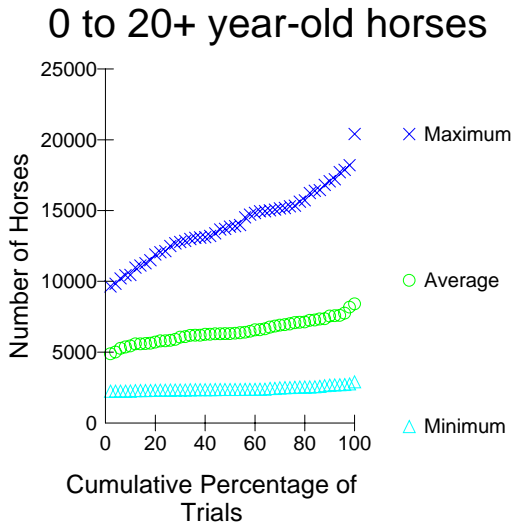 0 to 20+ year-old horses
25000
20000
15000
10000
5000
0
Number of Horses
0 20 40 60 80 100
Cumulative Percentage of
Trials
Maximum
Average
Minimum